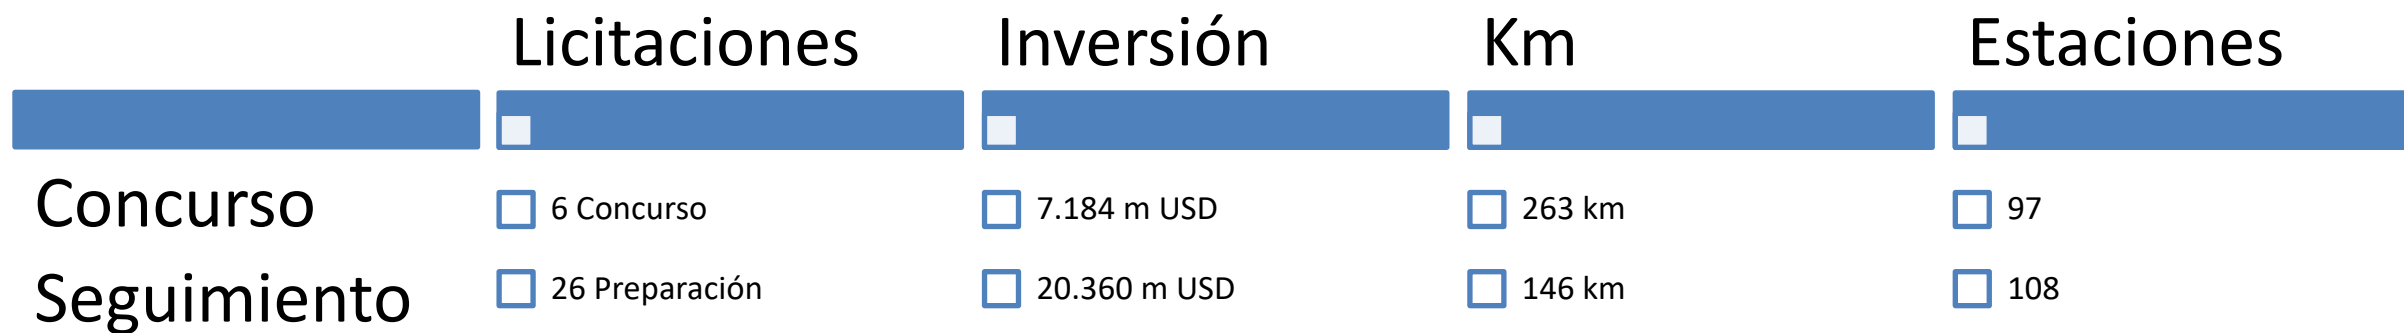 Licitaciones Inversión Km Estaciones
Concurso 6 Concurso 7.184 m USD 263 km 97
Seguimiento 26 Preparación 20.360 m USD 146 km 108